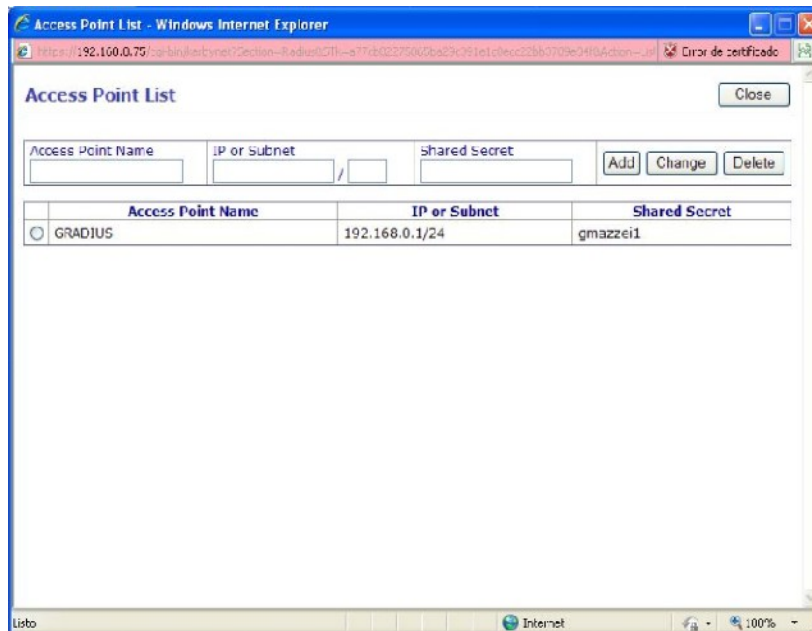 Access Point List - Windows Internet Explorer
192.168.0.75 Error de certificado
Access Point List Close
Access Point Name IP or Subnet Shared Secret
/ Add Change Delete
Access Point Name IP or Subnet Shared Secret
GRADIUS 192.168.0.1/24 gmazzei1
Listo Internet 100%